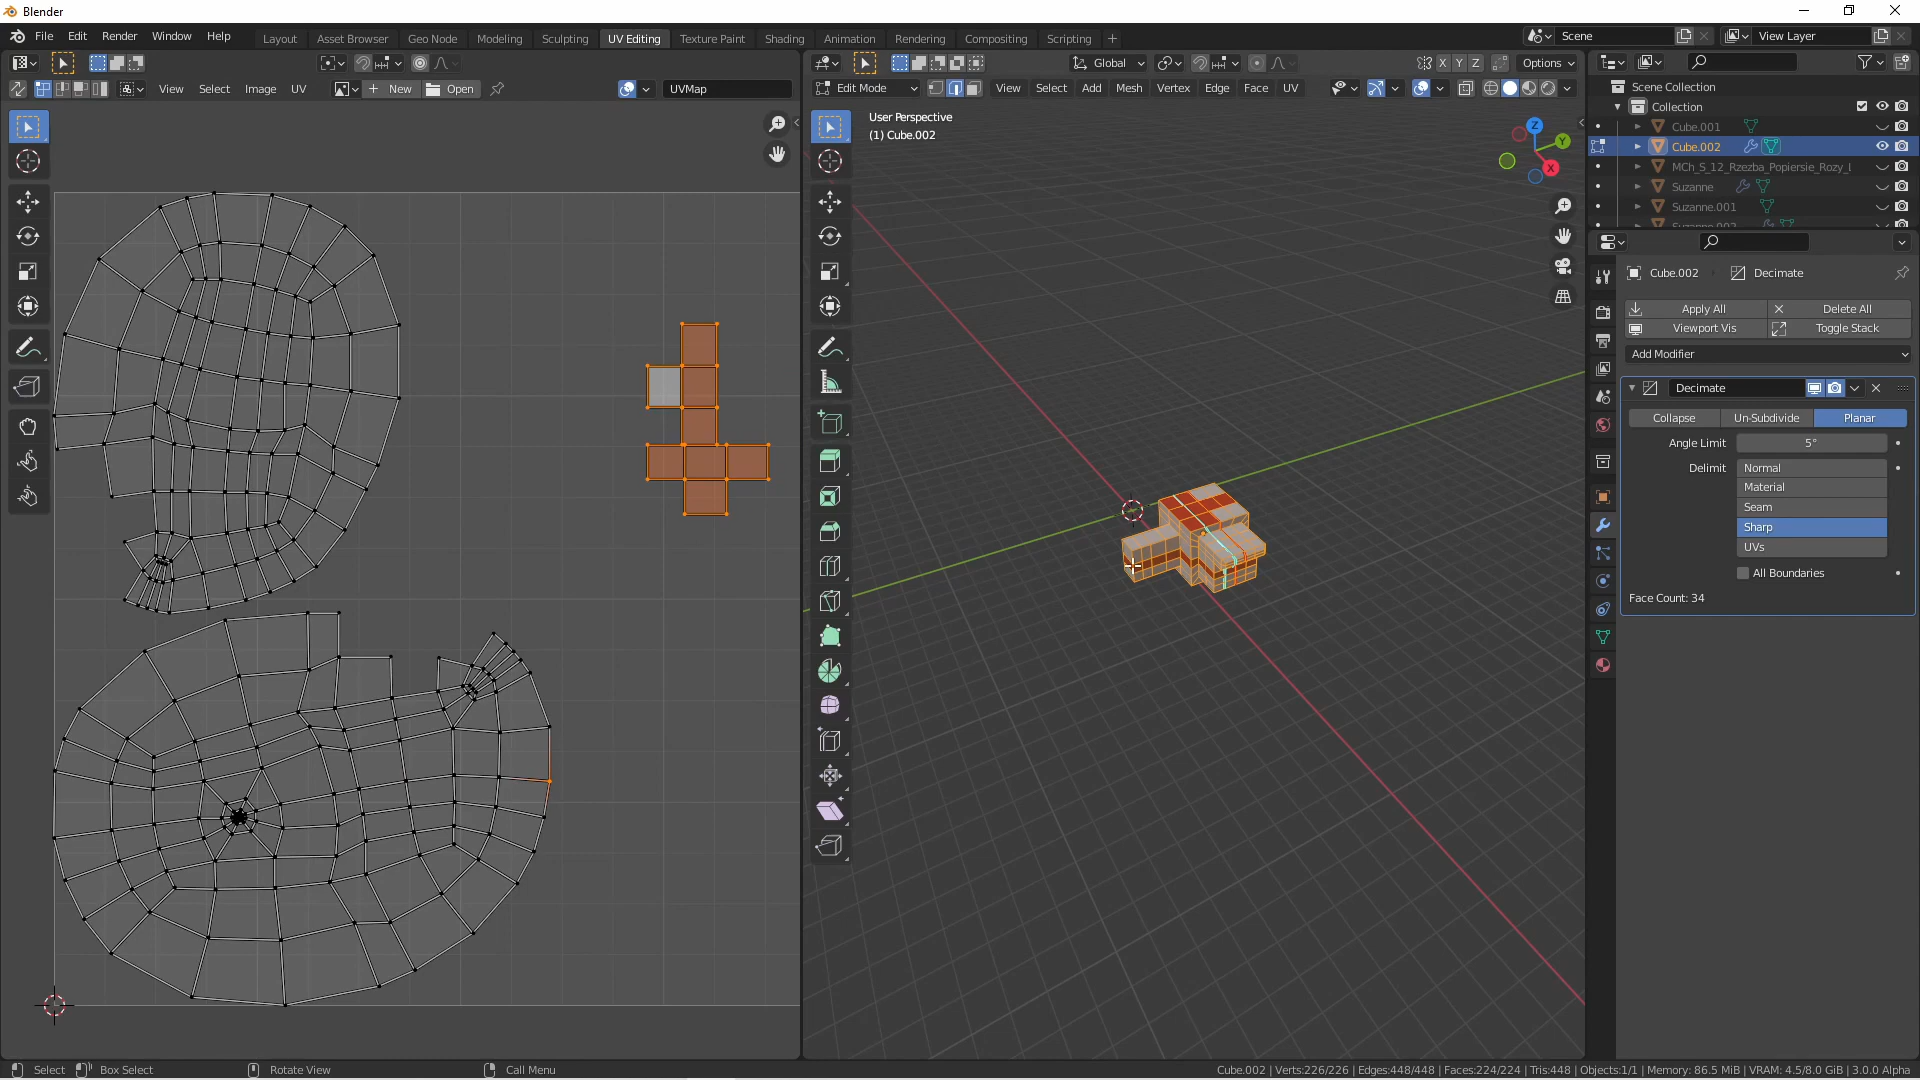 Blender
File Edit Render Window Help
Layout Asset Browser Geo Node Modeling Sculpting UV Editing Texture Paint Shading Animation Rendering Compositing Scripting
Scene
View Layer
Global
X Y Z
Options
View Select Image UV
New
Open
UVMap
Edit Mode
View Select Add Mesh Vertex Edge Face UV
User Perspective
(1) Cube.002
Z
Y
X
Scene Collection
Collection
Cube.001
Cube.002
MCh_S_12_Rzezba_Popiersie_Rozy_L
Suzanne
Suzanne.001
Suzanne.002
Cube.002
Decimate
Apply All
Delete All
Viewport Vis
Toggle Stack
Add Modifier
Decimate
Collapse Un-Subdivide Planar
Angle Limit 5°
Delimit Normal
Material
Seam
Sharp
UVs
All Boundaries
Face Count: 34
Select
Box Select
Rotate View
Call Menu
Cube.002 | Verts:226/226 | Edges:448/448 | Faces:224/224 | Tris:448 | Objects:1/1 | Memory: 86.5 MiB | VRAM: 4.5/8.0 GiB | 3.0.0 Alpha